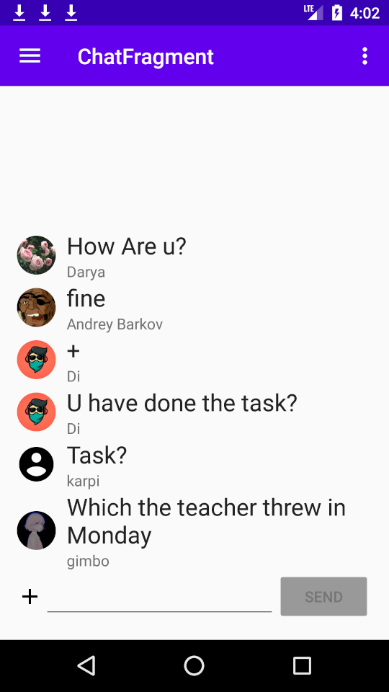 LTE 4:02
ChatFragment
How Are u?
Darya
fine
Andrey Barkov
+
Di
U have done the task?
Di
Task?
karpi
Which the teacher threw in
Monday
gimbo
+ SEND